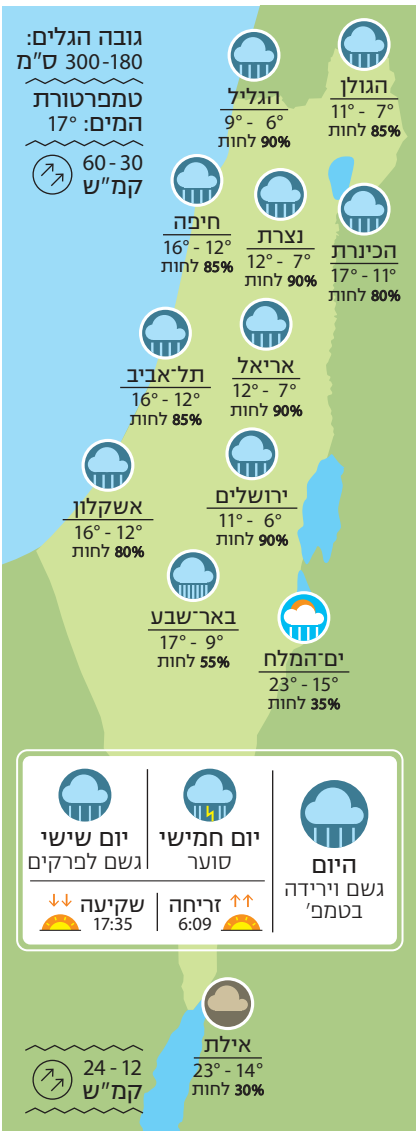 גובה הגלים:
300-180 ס"מ
טמפרטורת
המים: 17°
60 - 30
קמ"ש
הגולן
11° - 7°
85% לחות
הגליל
9° - 6°
90% לחות
חיפה
16° - 12°
85% לחות
נצרת
12° - 7°
90% לחות
הכינרת
17° - 11°
80% לחות
אריאל
12° - 7°
90% לחות
תל־אביב
16° - 12°
85% לחות
ירושלים
11° - 6°
90% לחות
אשקלון
16° - 12°
80% לחות
באר־שבע
17° - 9°
55% לחות
ים־המלח
23° - 15°
35% לחות
היום
גשם וירידה
בטמפ'
יום חמישי
סוער
יום שישי
גשם לפרקים
זריחה
6:09
שקיעה
17:35
אילת
23° - 14°
30% לחות
24 - 12
קמ"ש